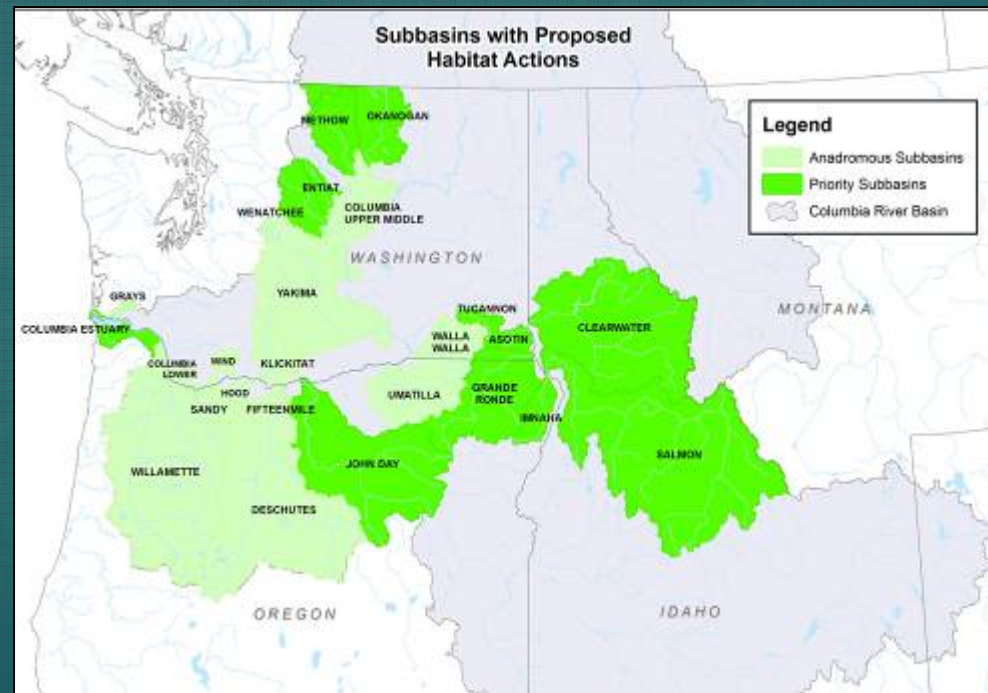 Subbasins with Proposed
Habitat Actions
METHOW
OKANOGAN
Legend
Anadromous Subbasins
Priority Subbasins
Columbia River Basin
ENTIAT
WENATCHEE
COLUMBIA
UPPER MIDDLE
WASHINGTON
MONTANA
GRAYS
YAKIMA
COLUMBIA ESTUARY
TUCANNON
CLEARWATER
WALLA
WALLA
ASOTIN
COLUMBIA
LOWER
WIND
KLICKITAT
HOOD
SANDY
FIFTEENMILE
UMATILLA
GRANDE
RONDE
IMNAHA
WILLAMETTE
JOHN DAY
SALMON
DESCHUTES
OREGON
IDAHO